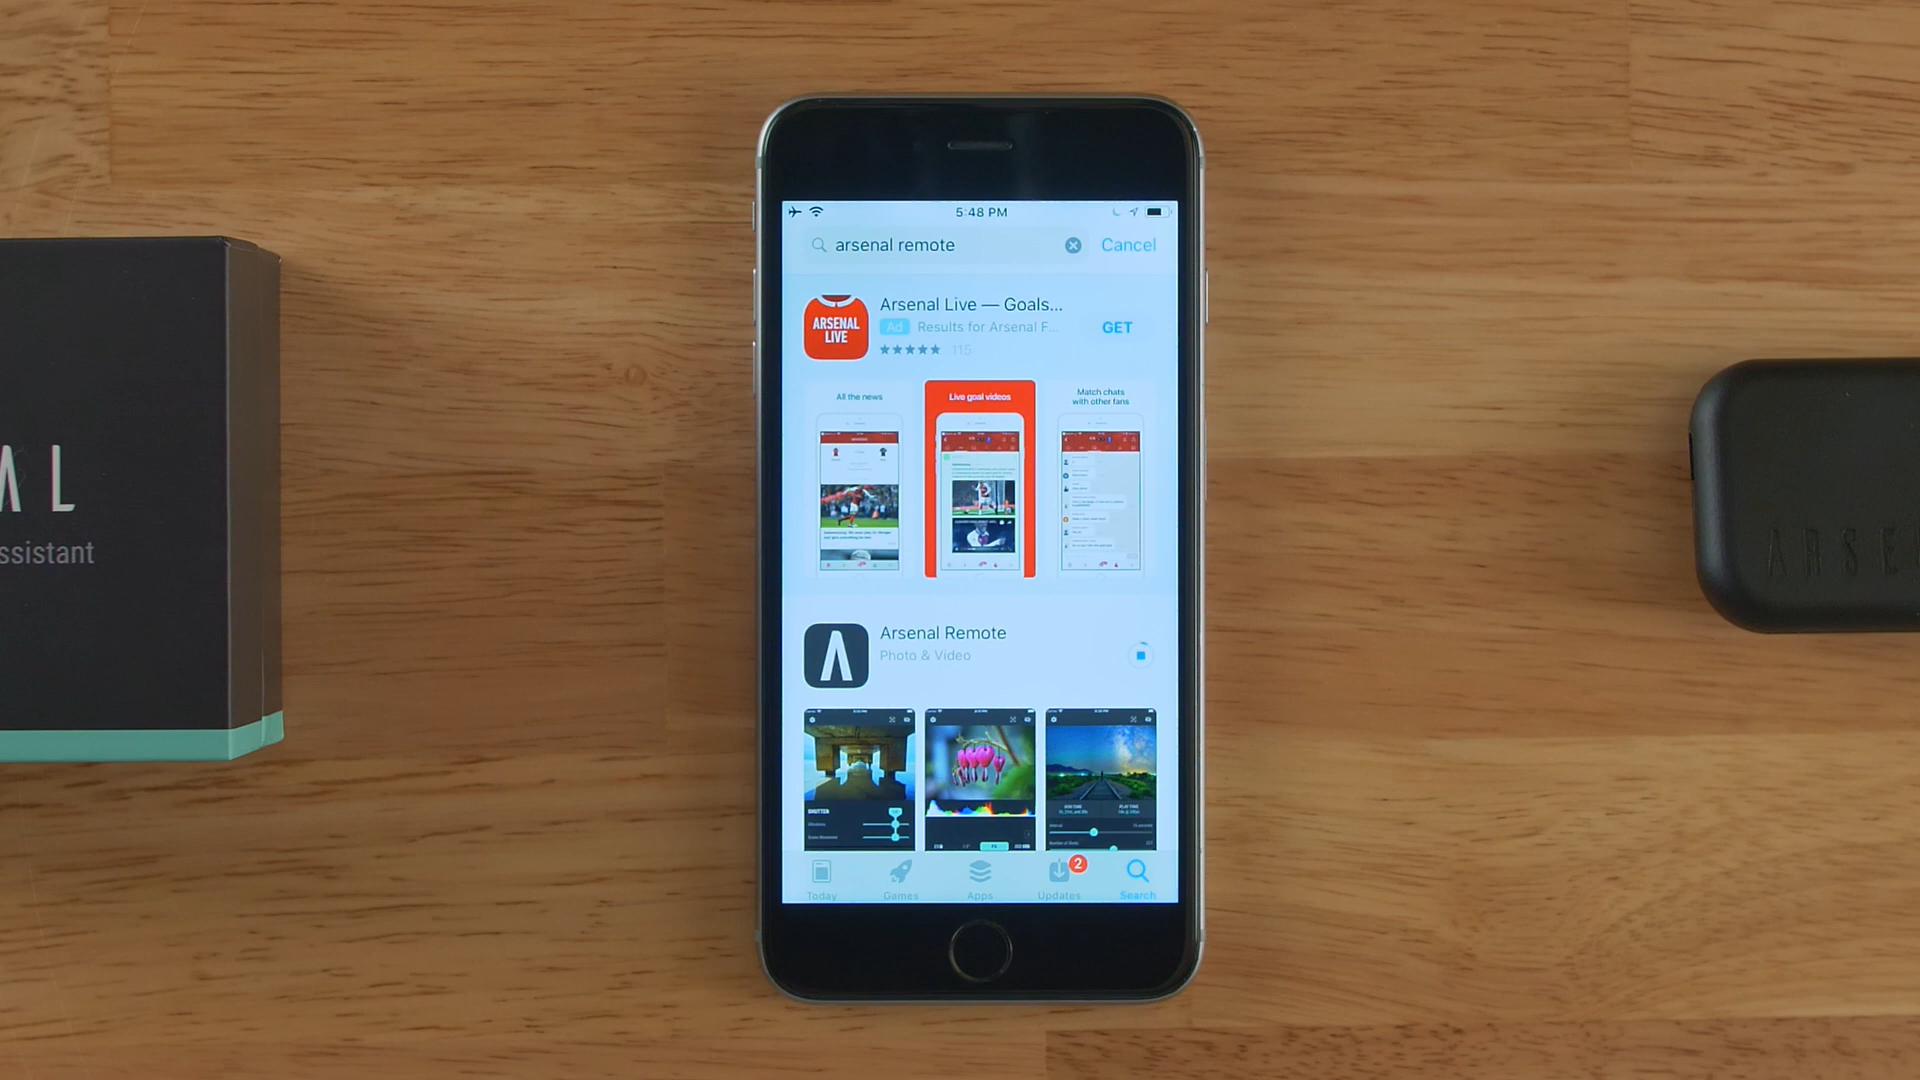 5:48 PM
arsenal remote
Cancel
ARSENAL
LIVE
Arsenal Live — Goals...
Ad
Results for Arsenal F...
GET
115
All the news
Live goal videos
Match chats
with other fans
Arsenal Remote
Photo & Video
SHUTTER
Today
Games
Apps
Updates
2
Search
A L
ssistant
ARSE